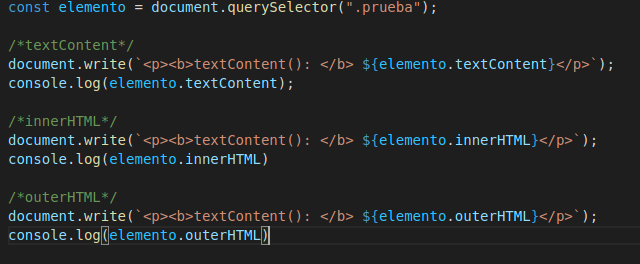 const elemento = document.querySelector(".prueba");
/*textContent*/
document.write(`<p><b>textContent(): </b> ${elemento.textContent}</p>`);
console.log(elemento.textContent);
/*innerHTML*/
document.write(`<p><b>textContent(): </b> ${elemento.innerHTML}</p>`);
console.log(elemento.innerHTML)
/*outerHTML*/
document.write(`<p><b>textContent(): </b> ${elemento.outerHTML}</p>`);
console.log(elemento.outerHTML)